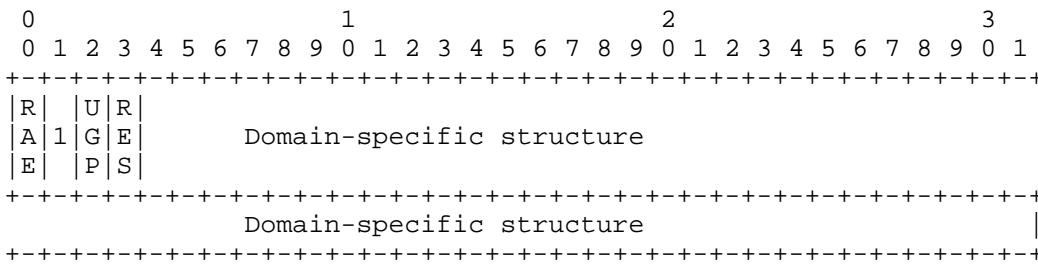 0                   1                   2                   3
 0 1 2 3 4 5 6 7 8 9 0 1 2 3 4 5 6 7 8 9 0 1 2 3 4 5 6 7 8 9 0 1
+-+-+-+-+-+-+-+-+-+-+-+-+-+-+-+-+-+-+-+-+-+-+-+-+-+-+-+-+-+-+-+-+
|R| |U|R|
|A|1|G|E|      Domain-specific structure
|E| |P|S|
+-+-+-+-+-+-+-+-+-+-+-+-+-+-+-+-+-+-+-+-+-+-+-+-+-+-+-+-+-+-+-+-+
               Domain-specific structure                        |
+-+-+-+-+-+-+-+-+-+-+-+-+-+-+-+-+-+-+-+-+-+-+-+-+-+-+-+-+-+-+-+-+